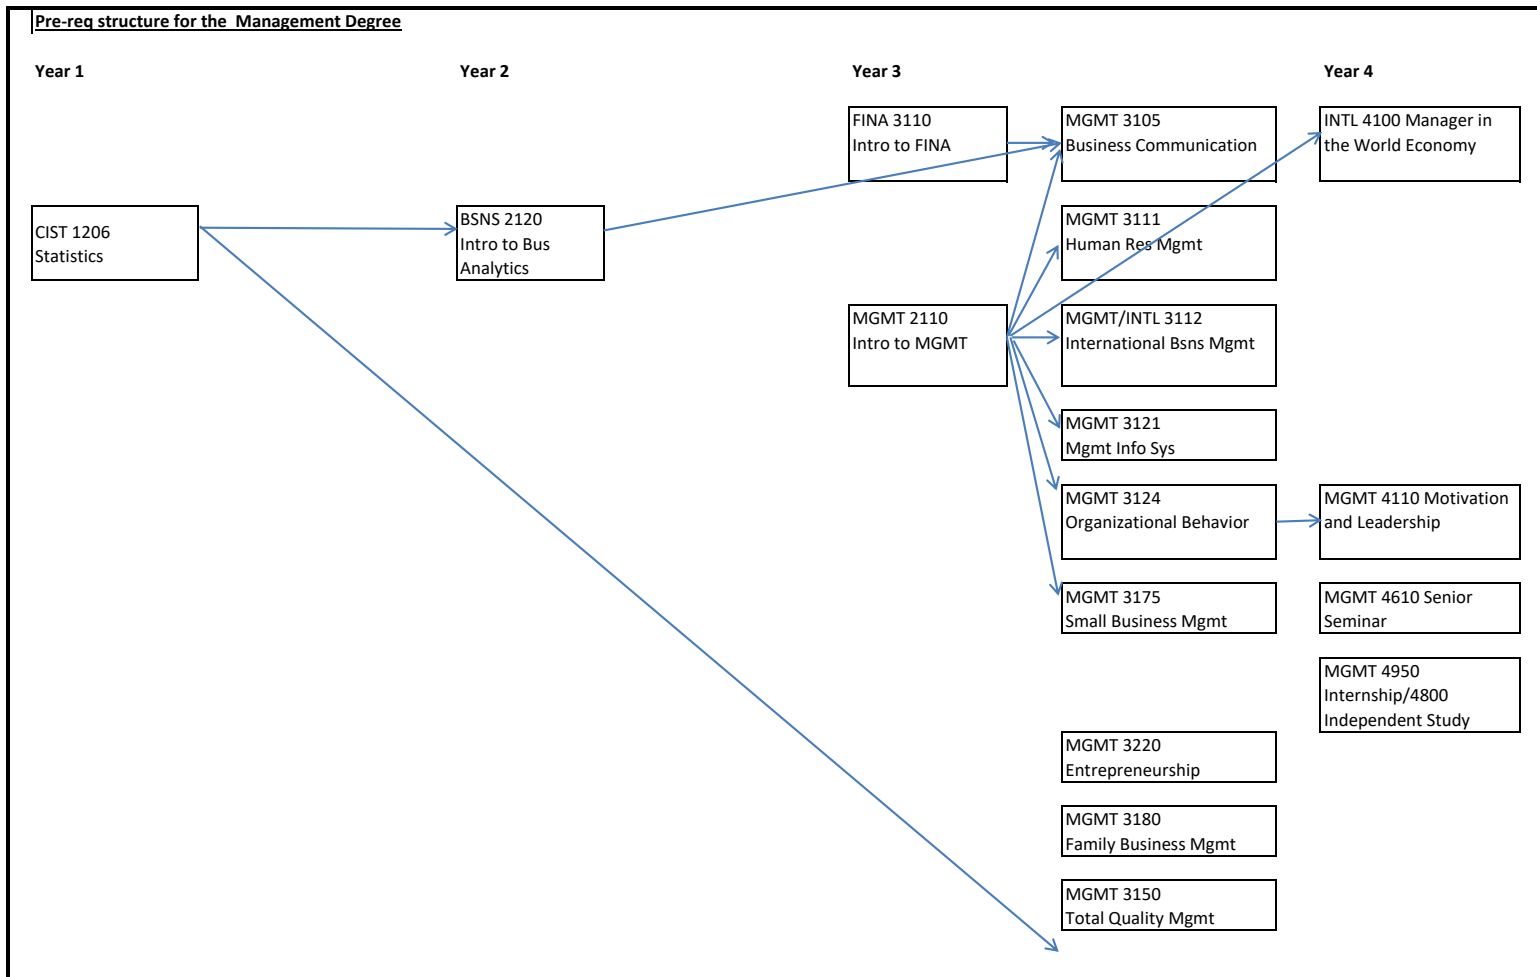 Pre-req structure for the  Management Degree
Year 1
Year 2
Year 3
Year 4
FINA 3110
Intro to FINA
MGMT 3105
Business Communication
INTL 4100 Manager in
the World Economy
CIST 1206
Statistics
BSNS 2120
Intro to Bus
Analytics
MGMT 3111
Human Res Mgmt
MGMT 2110
Intro to MGMT
MGMT/INTL 3112
International Bsns Mgmt
MGMT 3121
Mgmt Info Sys
MGMT 3124
Organizational Behavior
MGMT 4110 Motivation
and Leadership
MGMT 3175
Small Business Mgmt
MGMT 4610 Senior
Seminar
MGMT 4950
Internship/4800
Independent Study
MGMT 3220
Entrepreneurship
MGMT 3180
Family Business Mgmt
MGMT 3150
Total Quality Mgmt